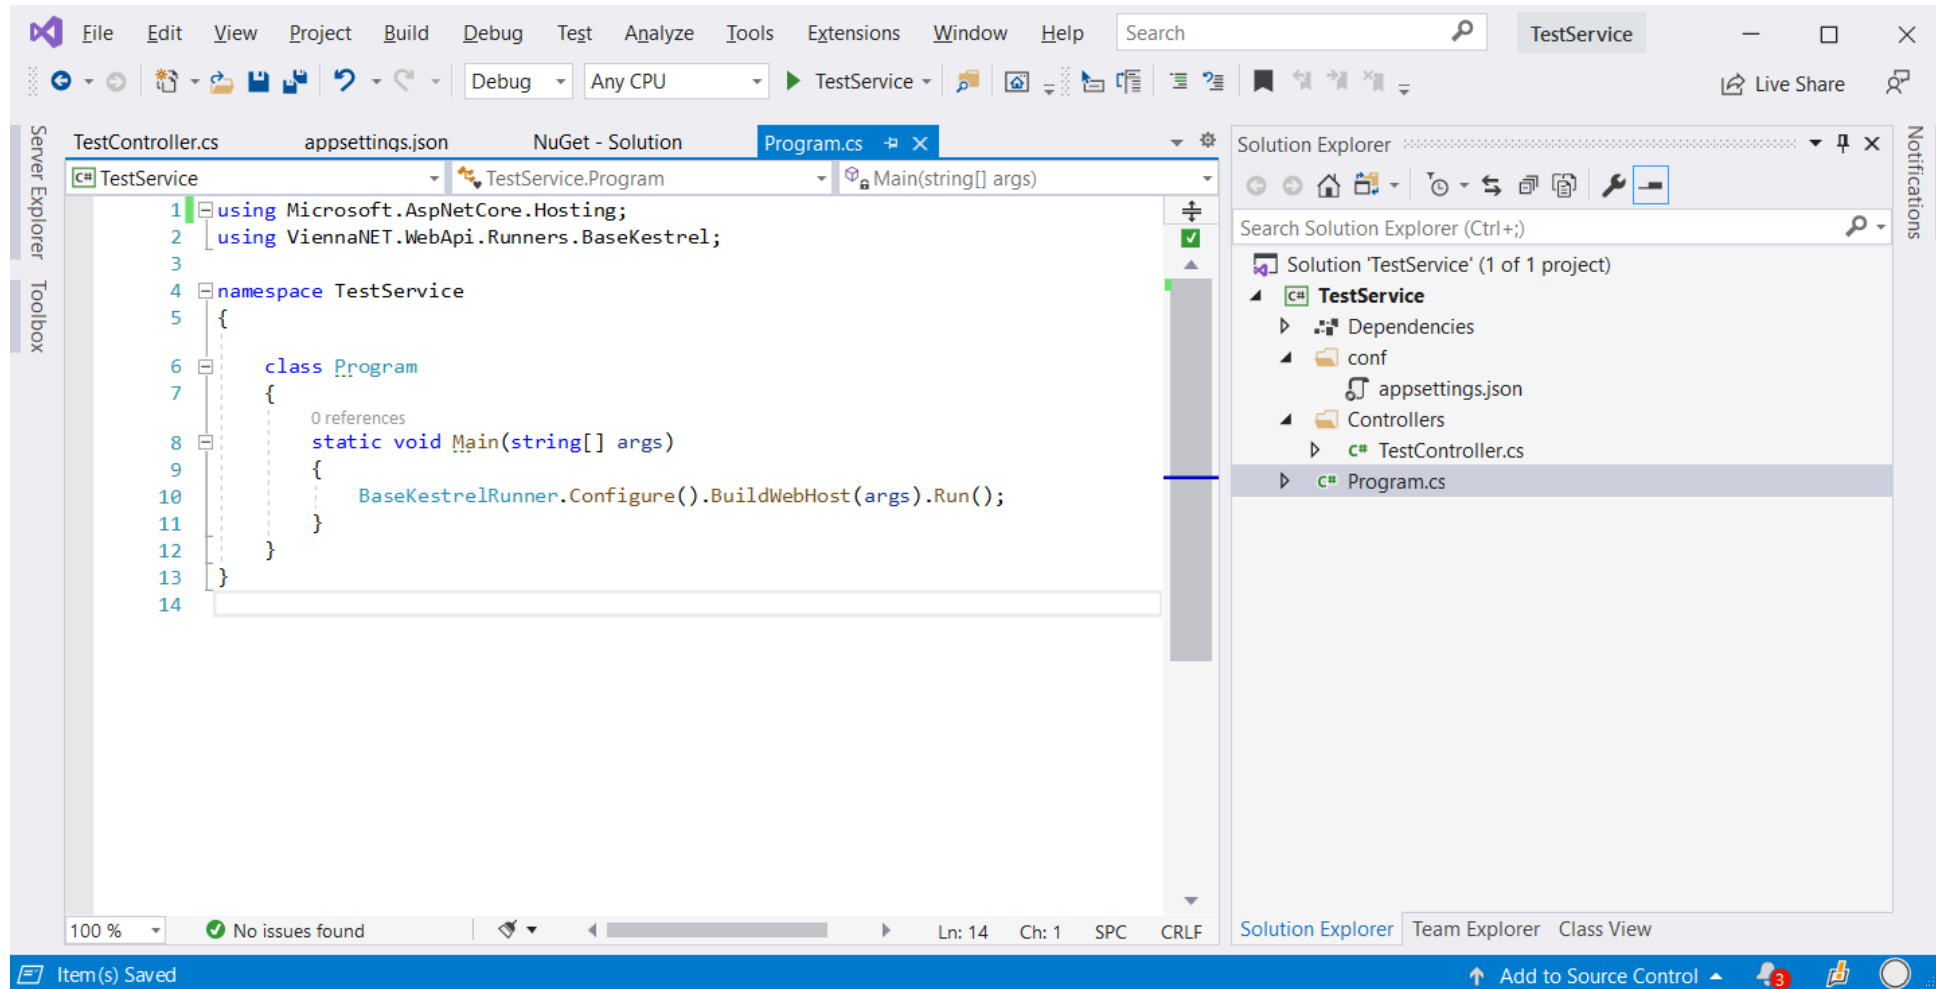 File Edit View Project Build Debug Test Analyze Tools Extensions Window Help Search TestService
Debug Any CPU TestService Live Share
Server Explorer
Toolbox
TestController.cs appsettings.json NuGet - Solution Program.cs
C# TestService TestService.Program Main(string[] args)
1 using Microsoft.AspNetCore.Hosting;
2 using ViennaNET.WebApi.Runners.BaseKestrel;
3
4 namespace TestService
5 {
6 class Program
7 {
0 references
8 static void Main(string[] args)
9 {
10 BaseKestrelRunner.Configure().BuildWebHost(args).Run();
11 }
12 }
13 }
14
100 % No issues found Ln: 14 Ch: 1 SPC CRLF
Solution Explorer
Search Solution Explorer (Ctrl+;)
Solution 'TestService' (1 of 1 project)
C# TestService
Dependencies
conf
appsettings.json
Controllers
C# TestController.cs
C# Program.cs
Solution Explorer Team Explorer Class View
Notifications
Item(s) Saved Add to Source Control 3